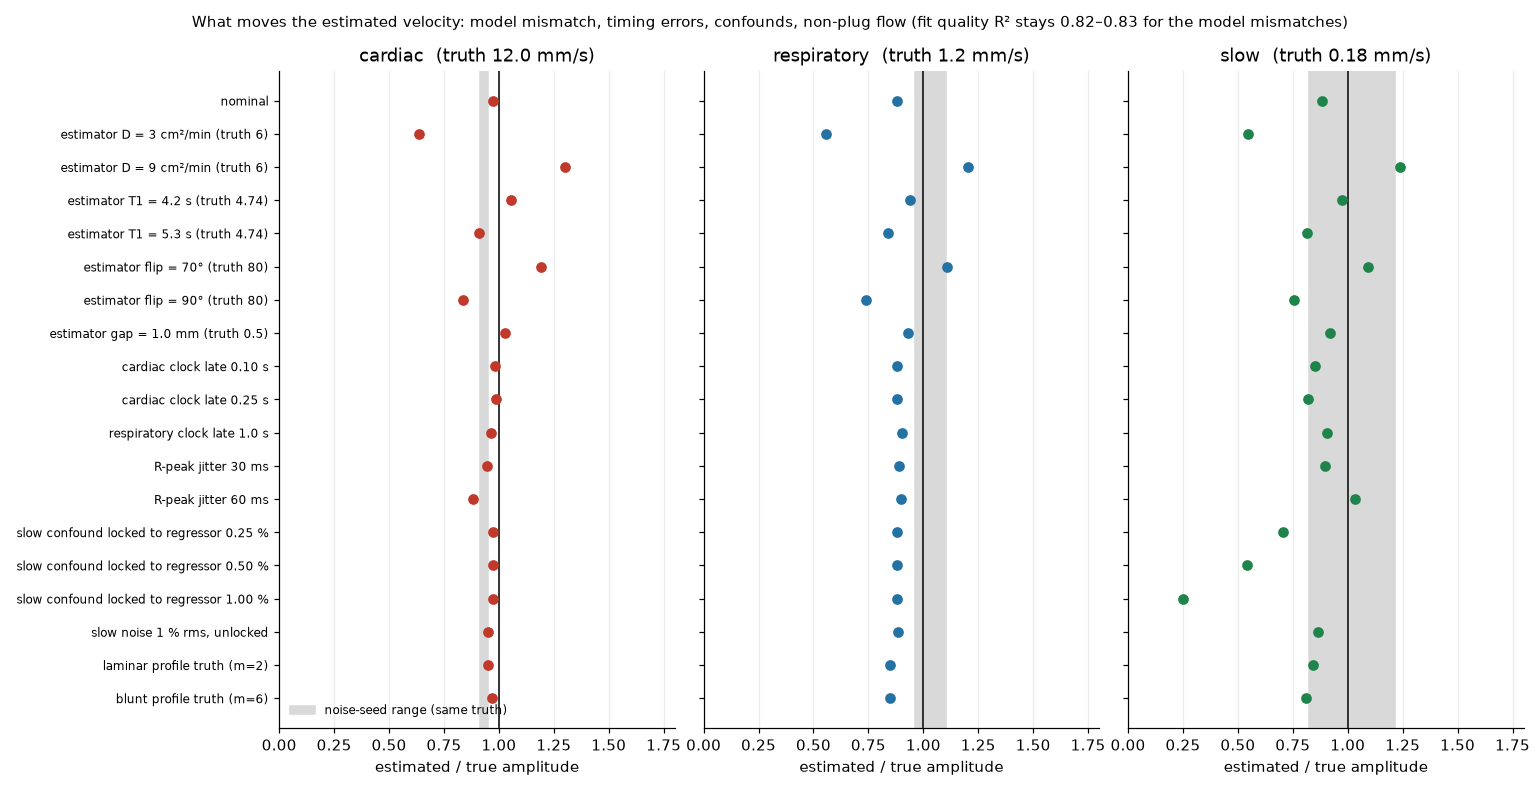 What moves the estimated velocity: model mismatch, timing errors, confounds, non-plug flow (fit quality R² stays 0.82–0.83 for the model mismatches)
cardiac (truth 12.0 mm/s)
respiratory (truth 1.2 mm/s)
slow (truth 0.18 mm/s)
nominal
estimator D = 3 cm²/min (truth 6)
estimator D = 9 cm²/min (truth 6)
estimator T1 = 4.2 s (truth 4.74)
estimator T1 = 5.3 s (truth 4.74)
estimator flip = 70° (truth 80)
estimator flip = 90° (truth 80)
estimator gap = 1.0 mm (truth 0.5)
cardiac clock late 0.10 s
cardiac clock late 0.25 s
respiratory clock late 1.0 s
R-peak jitter 30 ms
R-peak jitter 60 ms
slow confound locked to regressor 0.25 %
slow confound locked to regressor 0.50 %
slow confound locked to regressor 1.00 %
slow noise 1 % rms, unlocked
laminar profile truth (m=2)
blunt profile truth (m=6)
noise-seed range (same truth)
0.00 0.25 0.50 0.75 1.00 1.25 1.50 1.75
0.00 0.25 0.50 0.75 1.00 1.25 1.50 1.75
0.00 0.25 0.50 0.75 1.00 1.25 1.50 1.75
estimated / true amplitude
estimated / true amplitude
estimated / true amplitude